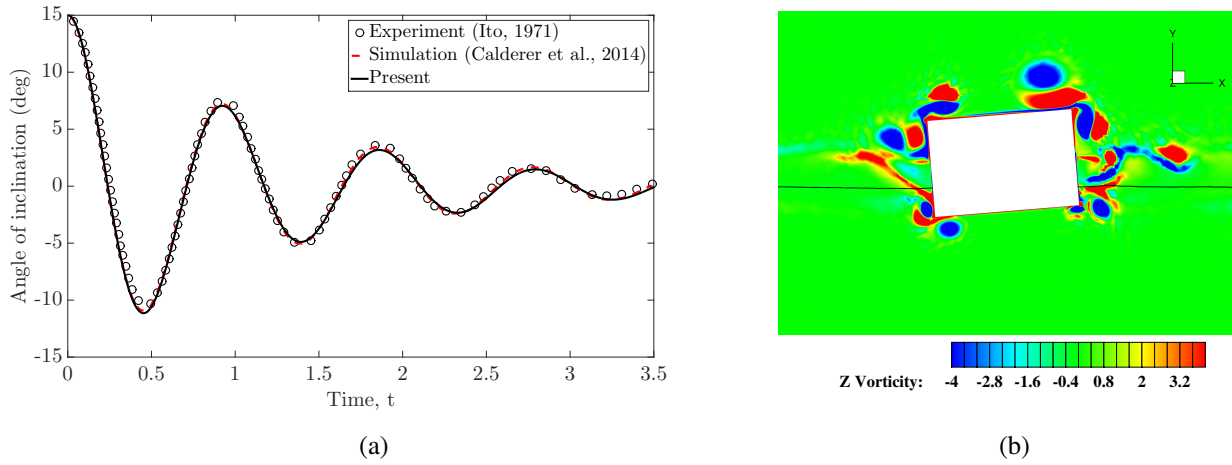 15
10
5
0
-5
-10
-15
Angle of inclination (deg)
Experiment (Ito, 1971)
Simulation (Calderer et al., 2014)
Present
0 0.5 1 1.5 2 2.5 3 3.5
Time, t
(a)
Y
Z X
Z Vorticity: -4 -2.8 -1.6 -0.4 0.8 2 3.2
(b)